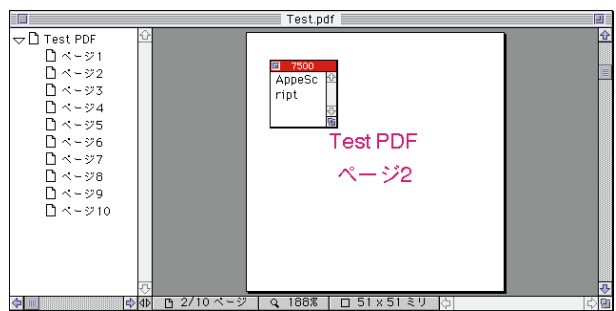 Test.pdf
Test PDF
ページ1
ページ2
ページ3
ページ4
ページ5
ページ6
ページ7
ページ8
ページ9
ページ10
7500
AppeSc
ript
Test PDF
ページ2
2/10 ページ
188%
51 x 51 ミリ